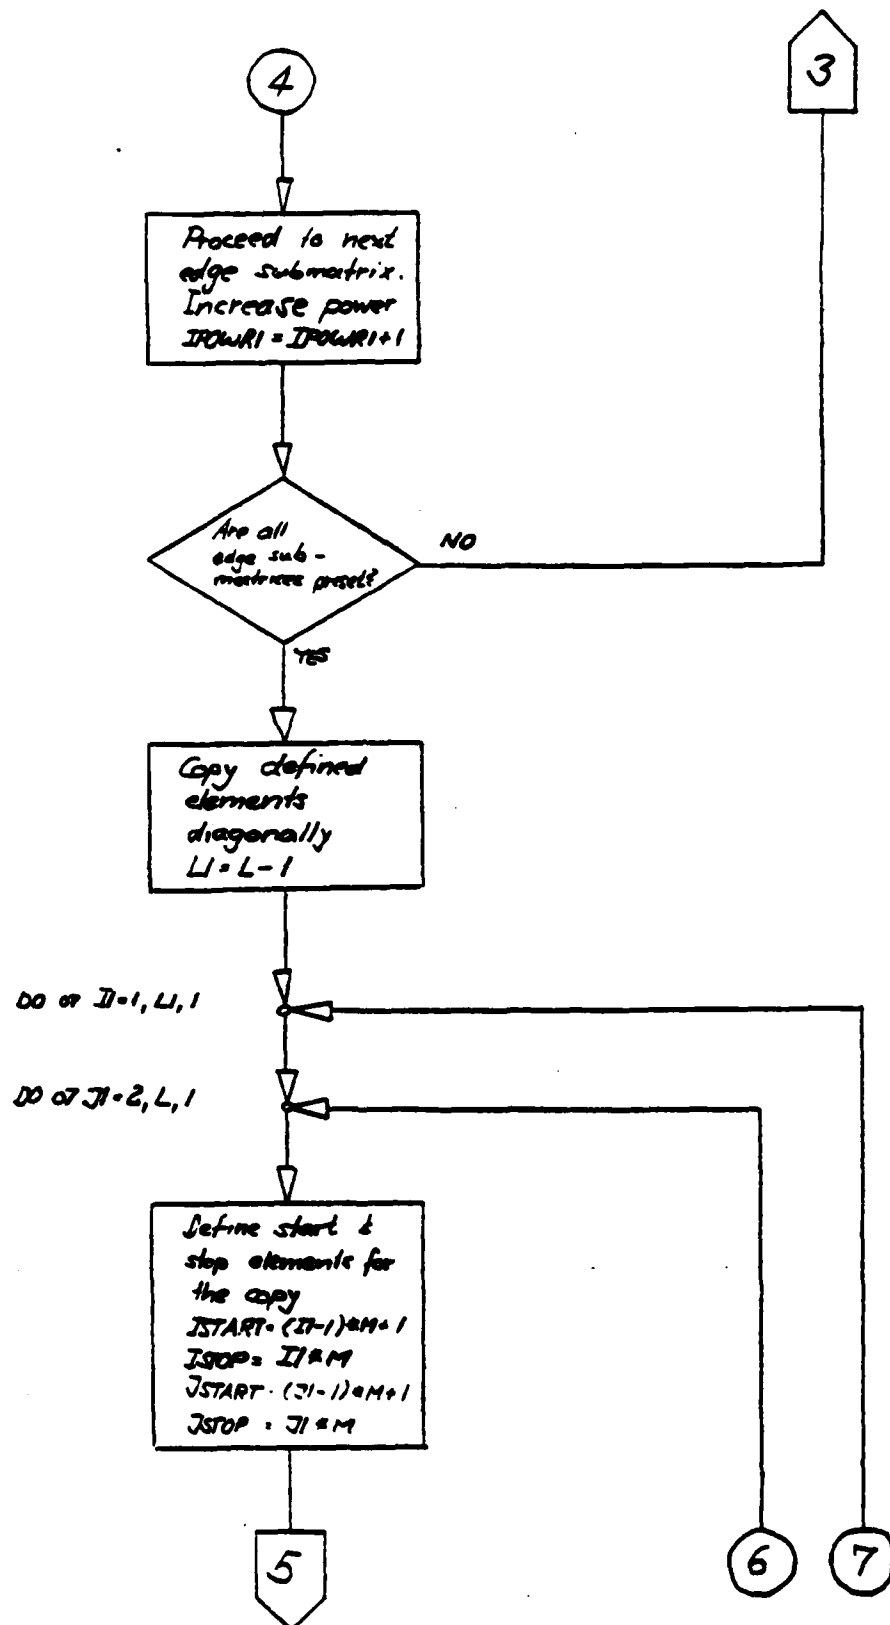 4
3
Proceed to next
edge submatrix.
Increase power
IPOWR1 = IPOWR1+1
Are all
edge sub-
matrices preset?
NO
YES
Copy defined
elements
diagonally
L1 = L-1
DO I1=1, L1, 1
DO J1=2, L, 1
Define start &
stop elements for
the copy
ISTART=(I1-1)*M+1
ISTOP= I1*M
JSTART=(J1-1)*M+1
JSTOP = J1*M
5
6
7